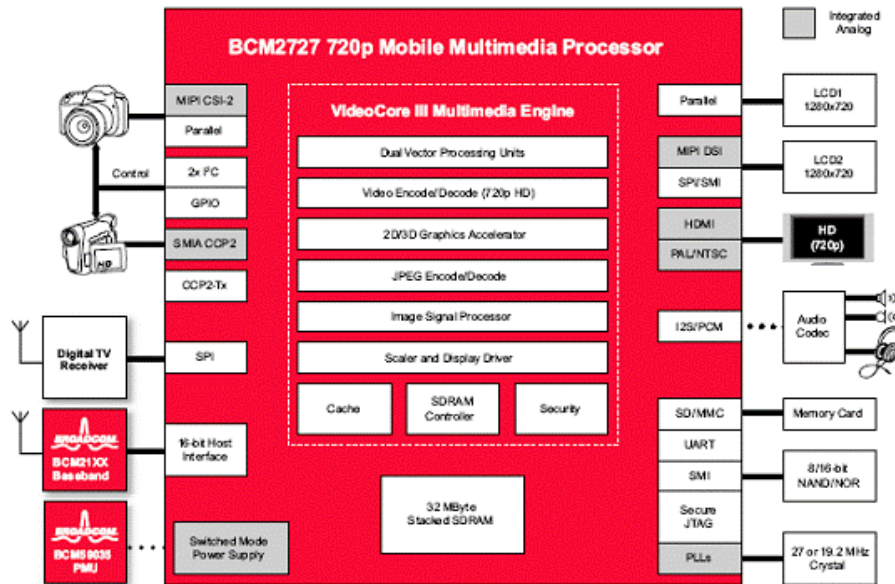 BCM2727 720p Mobile Multimedia Processor
Integrated
Analog
MIPI CSI-2
Parallel
Control
2x I²C
GPIO
SMIA CCP2
HD
CCP2-Tx
Digital TV
Receiver
SPI
BROADCOM
BCM21XX
Baseband
16-bit Host
Interface
BROADCOM
BCM59035
PMU
Switched Mode
Power Supply
VideoCore III Multimedia Engine
Dual Vector Processing Units
Video Encode/Decode (720p HD)
2D/3D Graphics Accelerator
JPEG Encode/Decode
Image Signal Processor
Scaler and Display Driver
Cache
SDRAM
Controller
Security
32 MByte
Stacked SDRAM
Parallel
LCD1
1280x720
MIPI DSI
SPI/SMI
LCD2
1280x720
HDMI
PAL/NTSC
HD
(720p)
I2S/PCM
Audio
Codec
SD/MMC
Memory Card
UART
SMI
8/16-bit
NAND/NOR
Secure
JTAG
PLLs
27 or 19.2 MHz
Crystal